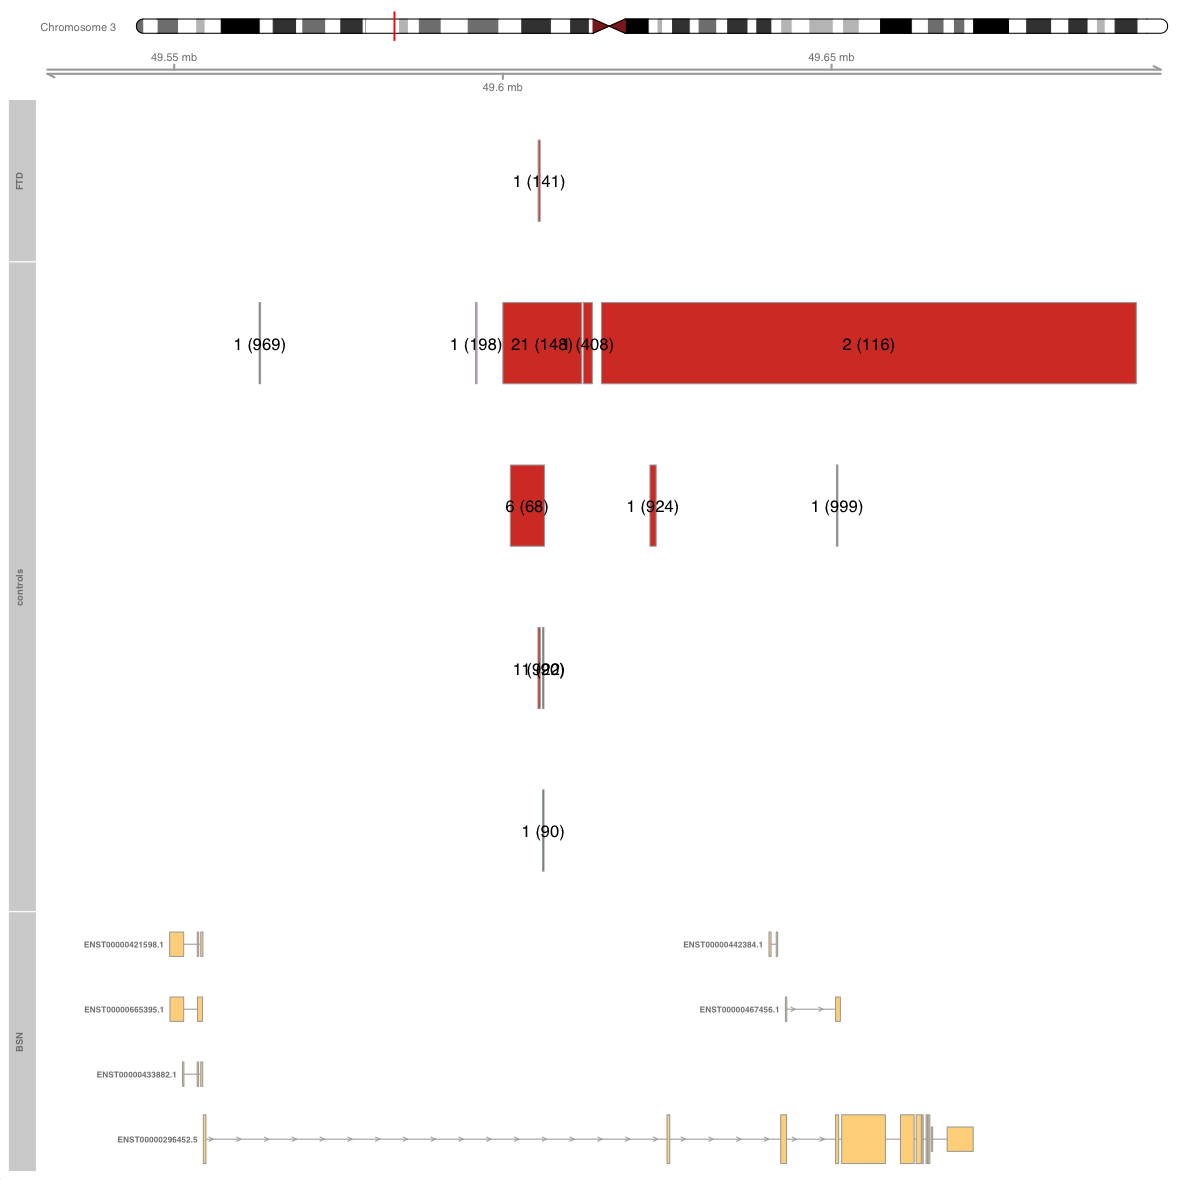 Chromosome 3
49.55 mb
49.65 mb
49.6 mb
FTD
1 (141)
controls
1 (969)
1 (198)
21 (148)
(408)
2 (116)
6 (68)
1 (924)
1 (999)
1 (90)
BSN
ENST00000421598.1
ENST00000442384.1
ENST00000665395.1
ENST00000467456.1
ENST00000433882.1
ENST00000296452.5